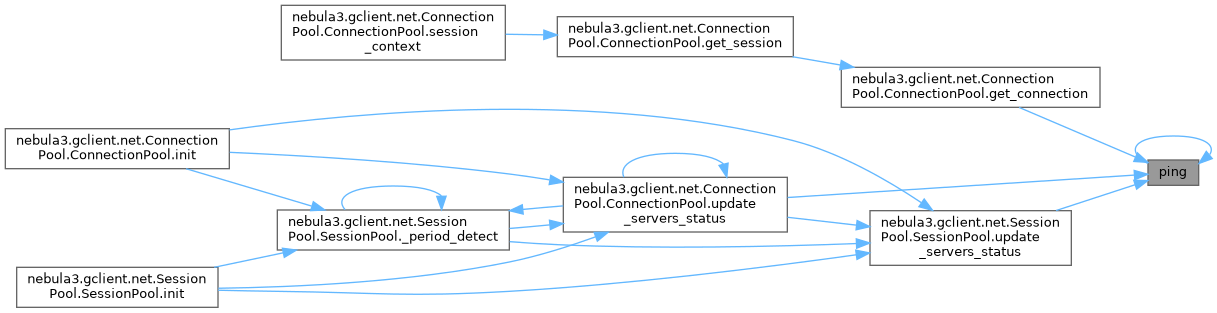 nebula3.gclient.net.Connection
Pool.ConnectionPool.session
_context
nebula3.gclient.net.Connection
Pool.ConnectionPool.get_session
nebula3.gclient.net.Connection
Pool.ConnectionPool.get_connection
nebula3.gclient.net.Connection
Pool.ConnectionPool.init
ping
nebula3.gclient.net.Connection
Pool.ConnectionPool.update
_servers_status
nebula3.gclient.net.Session
Pool.SessionPool._period_detect
nebula3.gclient.net.Session
Pool.SessionPool.update
_servers_status
nebula3.gclient.net.Session
Pool.SessionPool.init